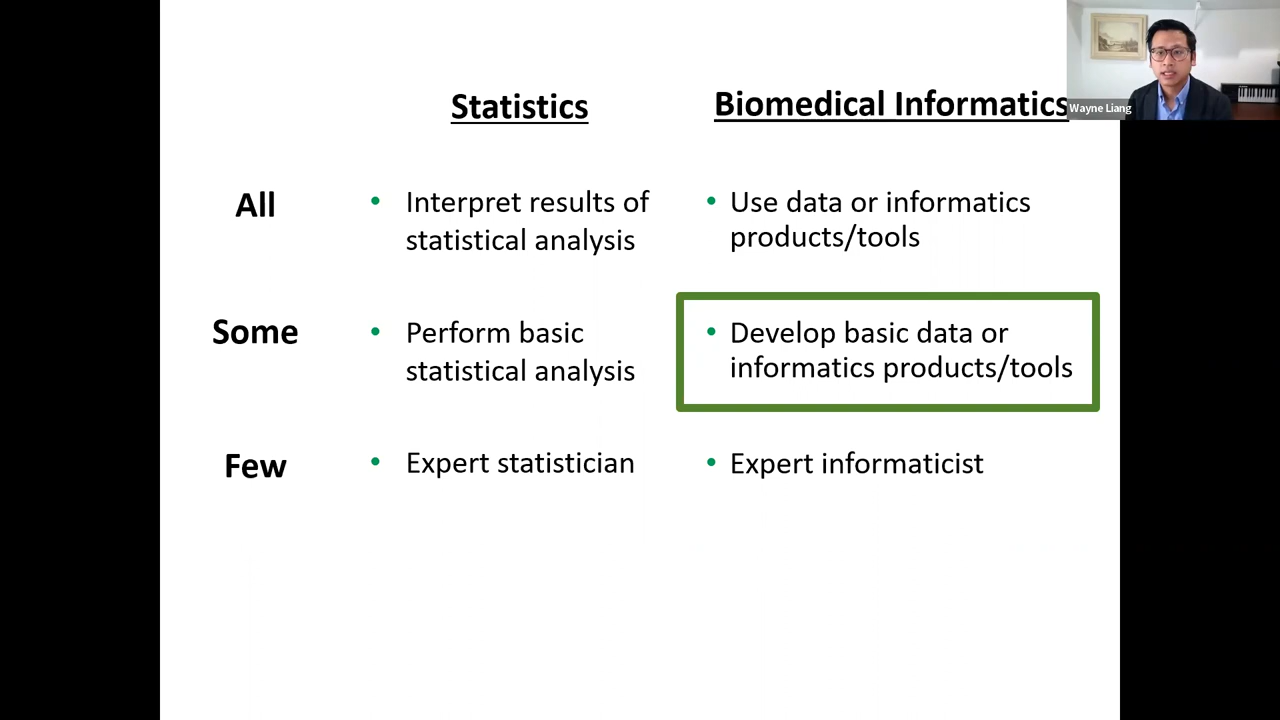 Statistics
Biomedical Informatics
Wayne Liang
All
• Interpret results of
statistical analysis
• Use data or informatics
products/tools
Some
• Perform basic
statistical analysis
• Develop basic data or
informatics products/tools
Few
• Expert statistician
• Expert informaticist